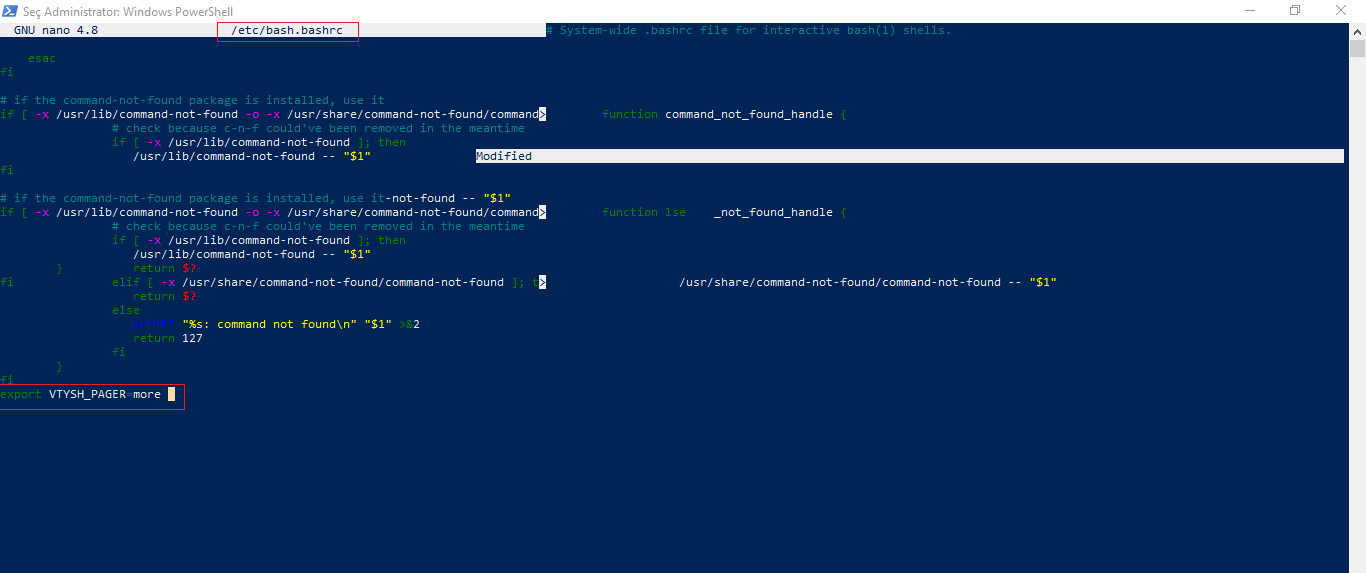 Seç Administrator: Windows PowerShell
GNU nano 4.8 /etc/bash.bashrc # System-wide .bashrc file for interactive bash(1) shells.
esac
fi
# if the command-not-found package is installed, use it
if [ -x /usr/lib/command-not-found -o -x /usr/share/command-not-found/command> function command_not_found_handle {
# check because c-n-f could've been removed in the meantime
if [ -x /usr/lib/command-not-found ]; then
/usr/lib/command-not-found -- "$1" Modified
fi
# if the command-not-found package is installed, use it-not-found -- "$1"
if [ -x /usr/lib/command-not-found -o -x /usr/share/command-not-found/command> function lse _not_found_handle {
# check because c-n-f could've been removed in the meantime
if [ -x /usr/lib/command-not-found ]; then
/usr/lib/command-not-found -- "$1"
} return $?
fi elif [ -x /usr/share/command-not-found/command-not-found ]; t> /usr/share/command-not-found/command-not-found -- "$1"
return $?
else
printf "%s: command not found\n" "$1" >&2
return 127
fi
}
fi
export VTYSH_PAGER=more